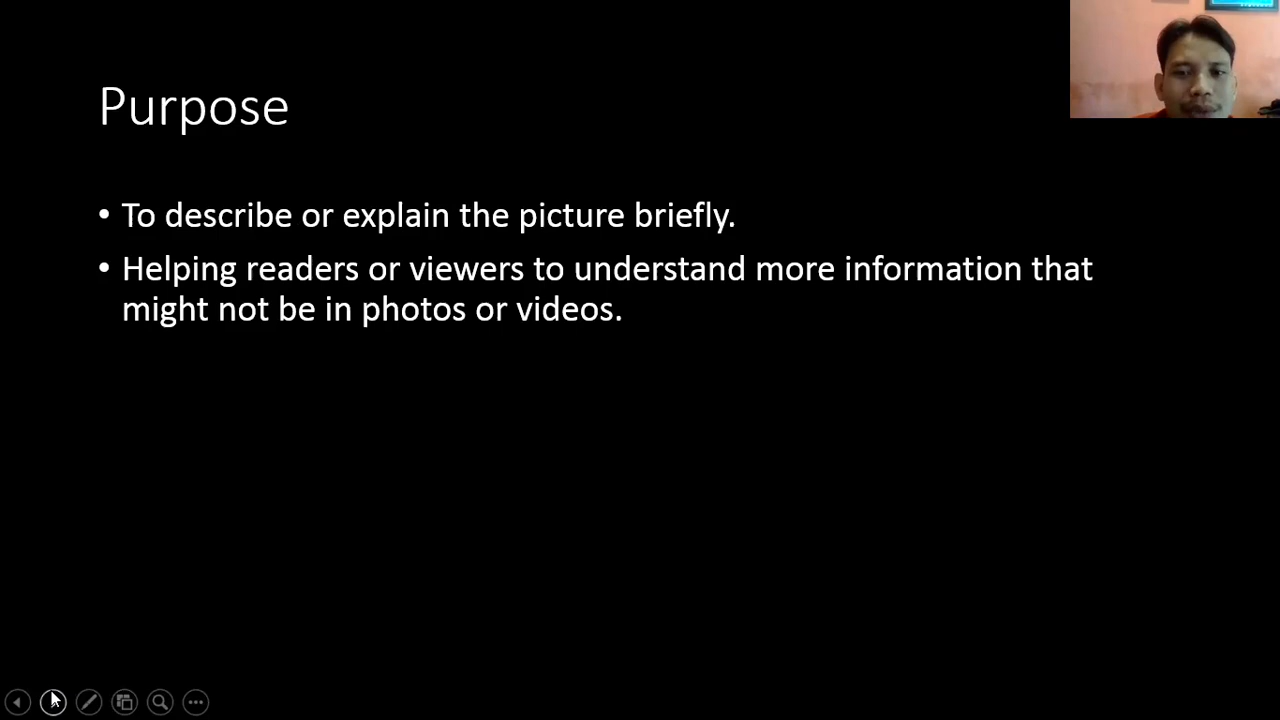 Purpose
• To describe or explain the picture briefly.
• Helping readers or viewers to understand more information that
might not be in photos or videos.